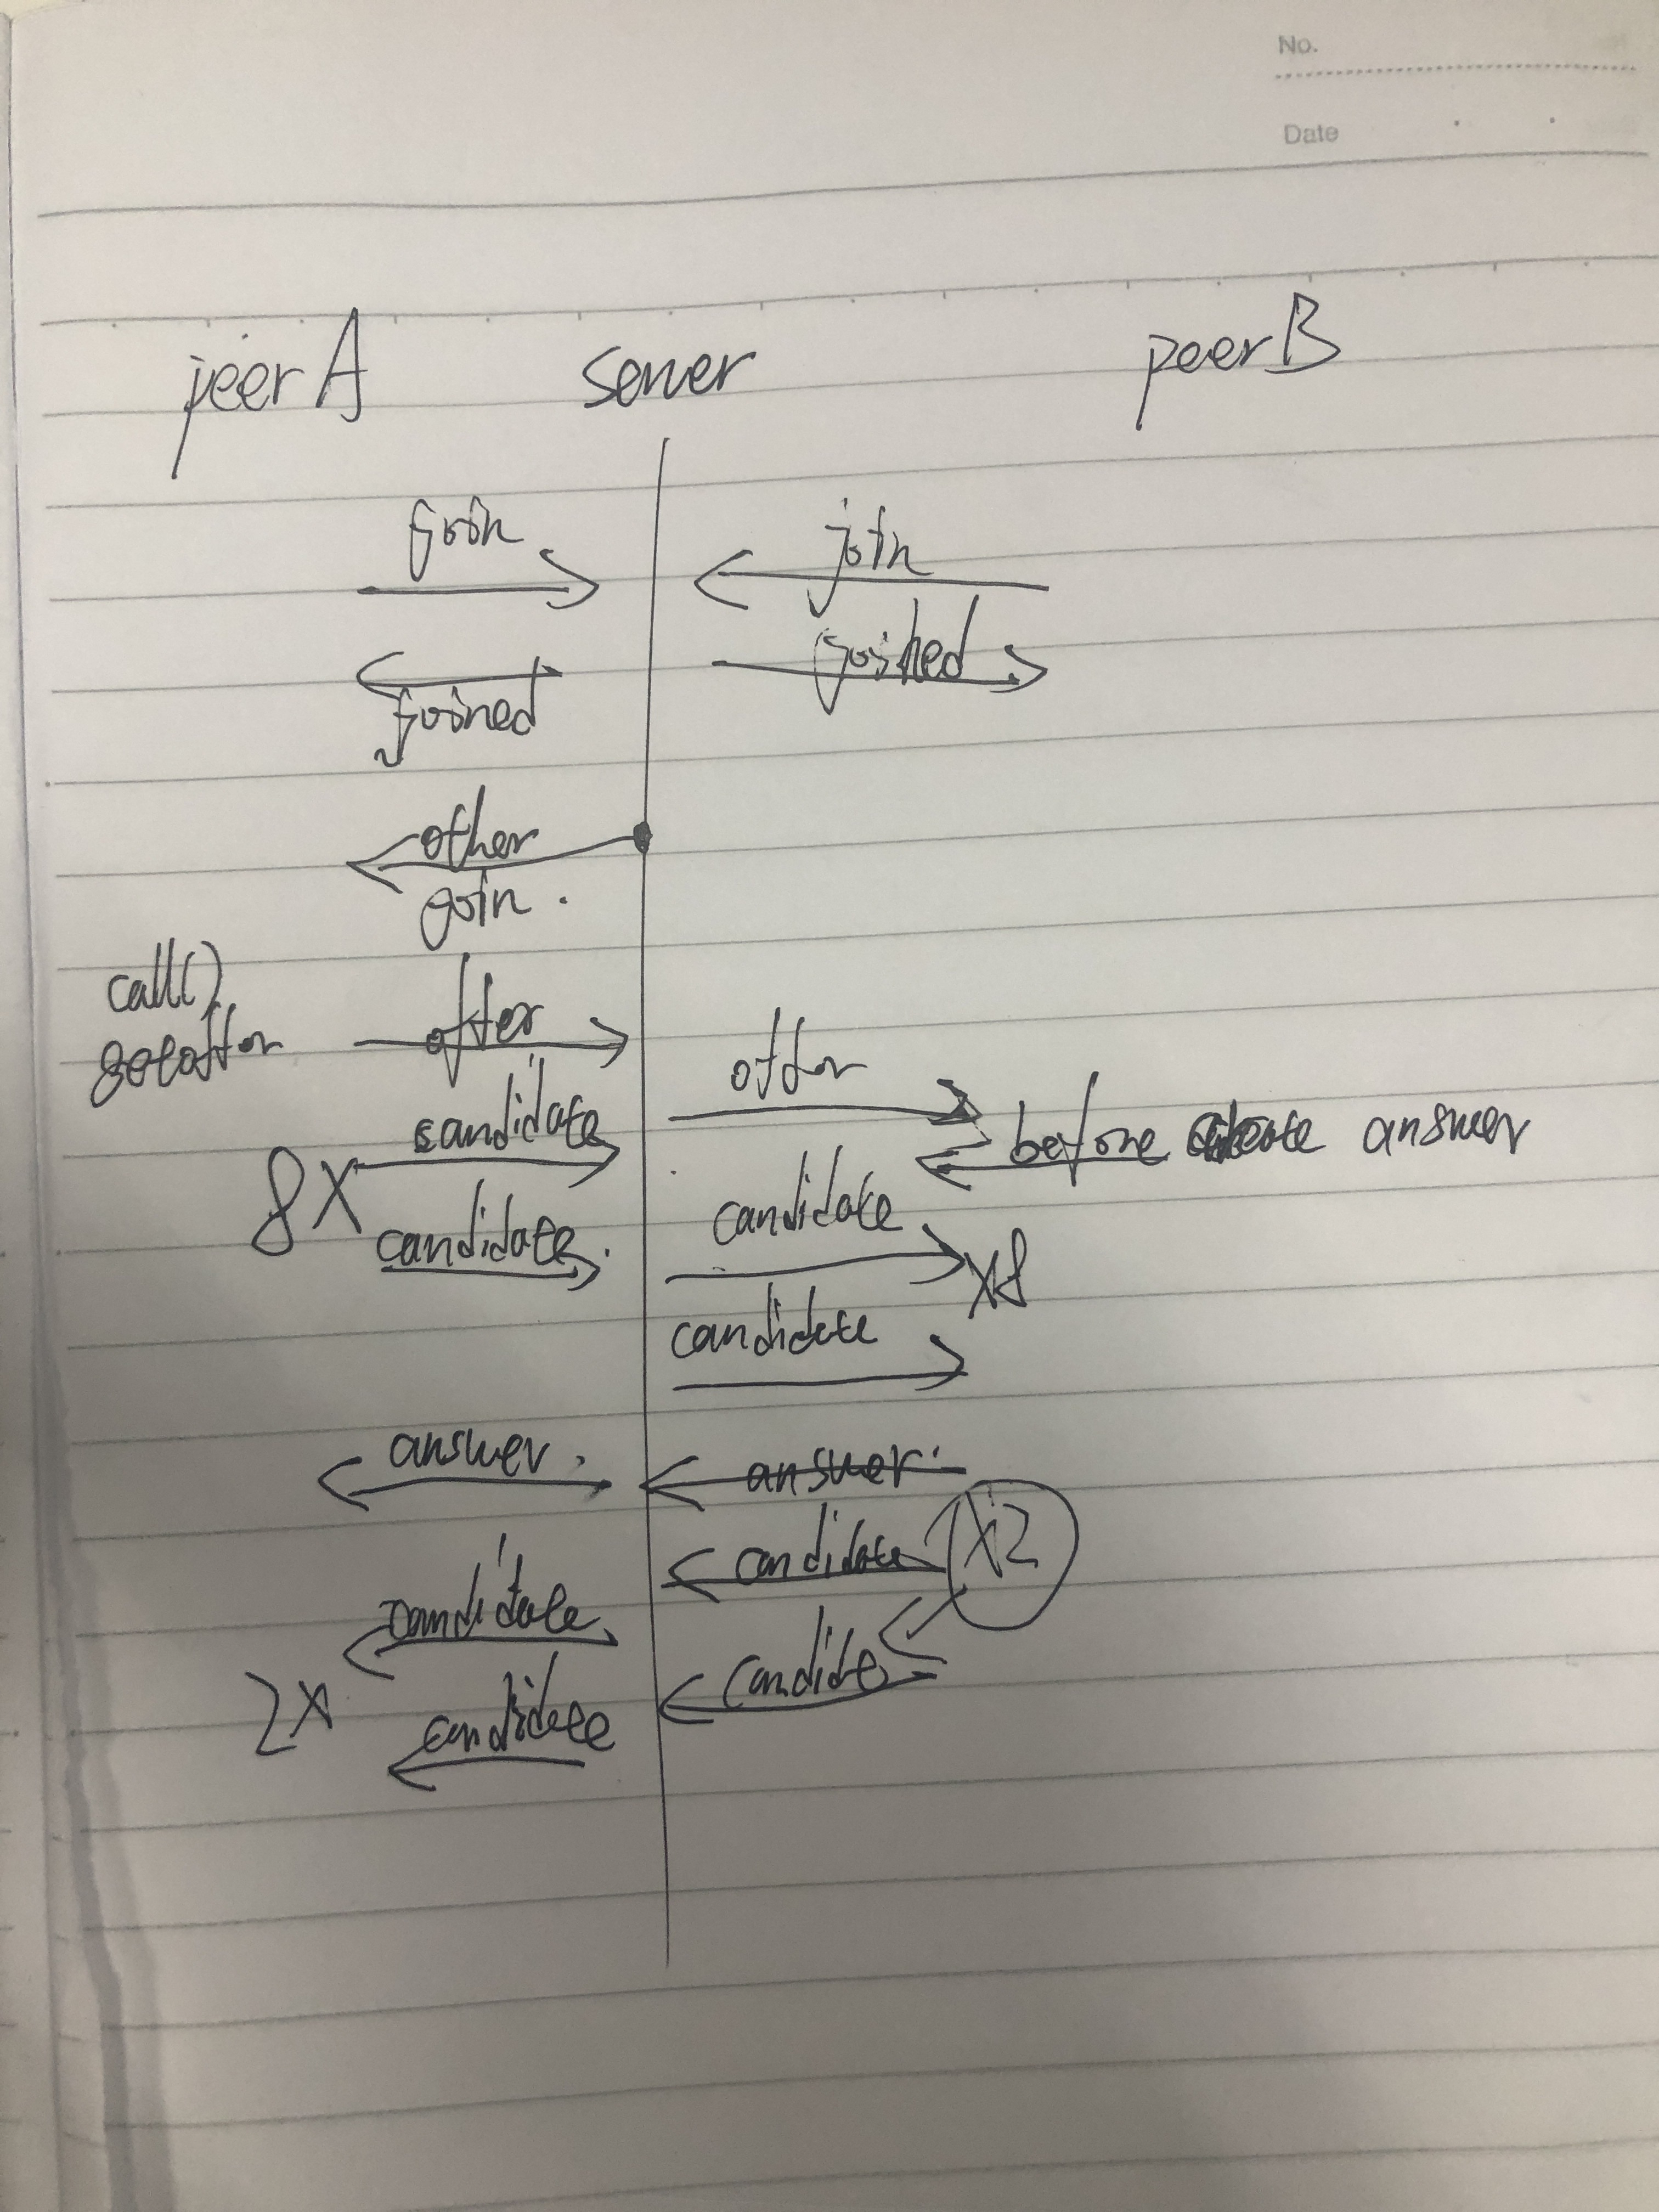 No.
Date
peer A server peer B
join join
joined joined
other
join.
call()
getoffer offer
offer
candidate before create answer
8X candidate. candidate X8
candidate
answer. answer.
candidate X2
candidate
candidate
2X candidate